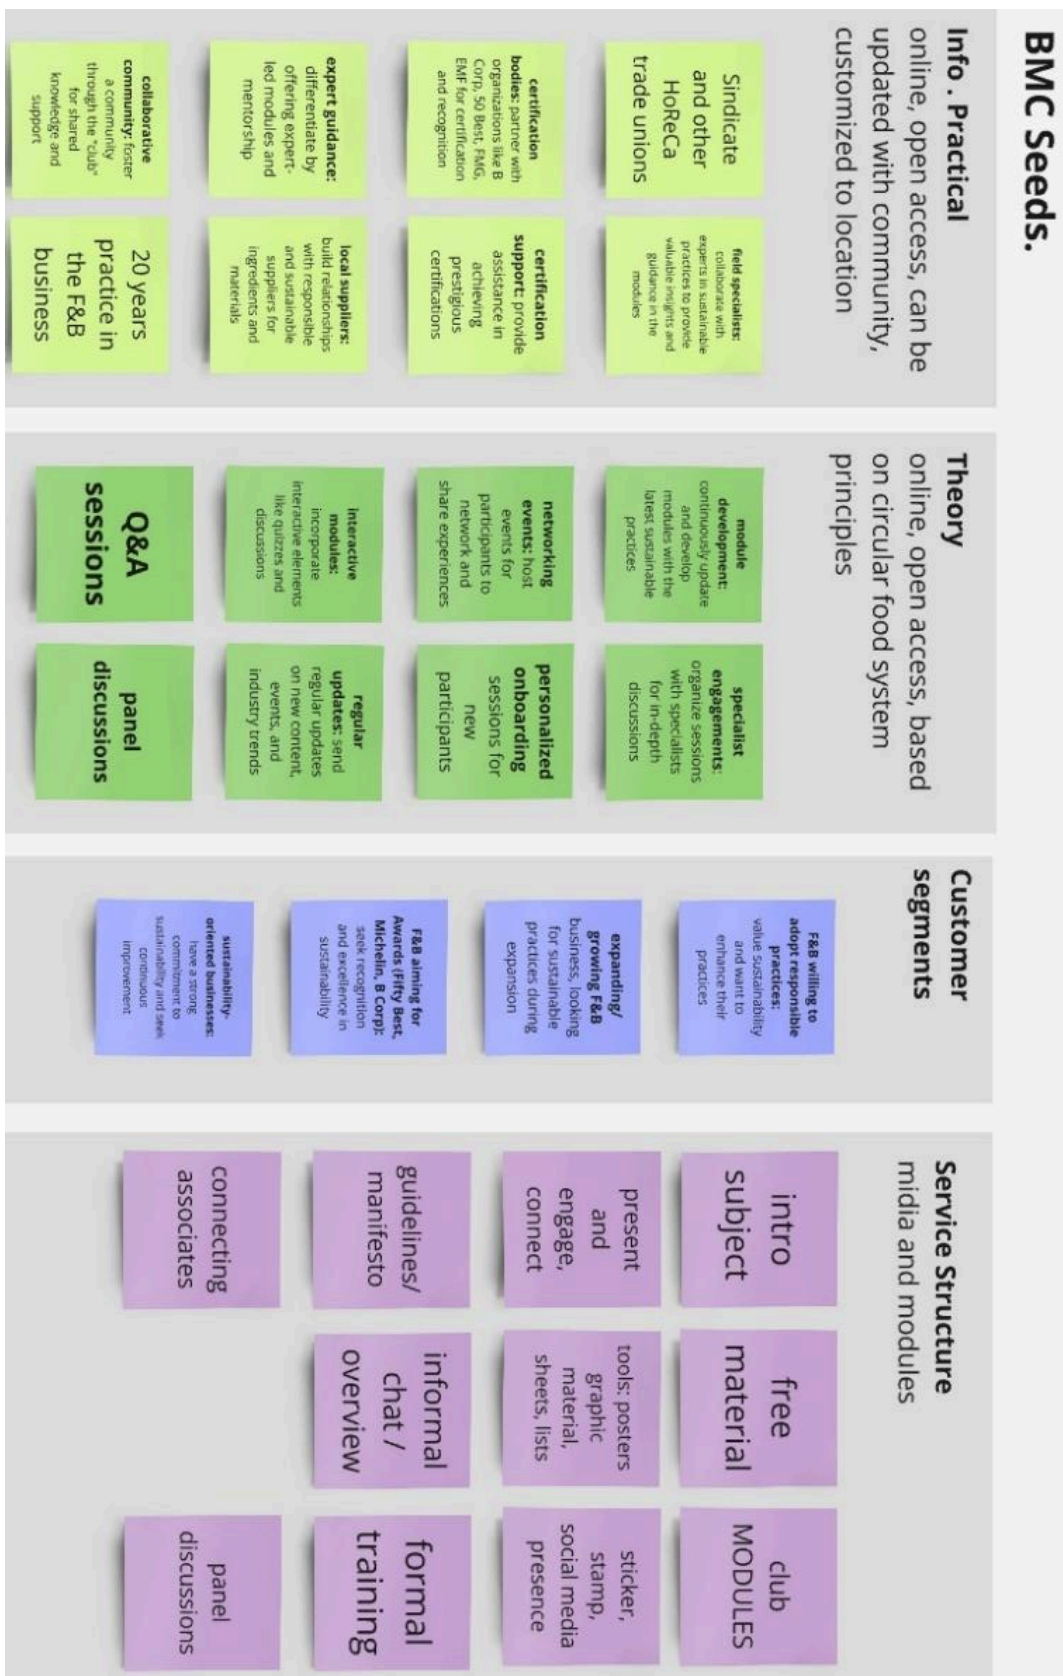 BMC Seeds.
Info . Practical
online, open access, can be
updated with community,
customized to location
Sindicate
and other
HoReCa
trade unions
field specialists:
collaborate with
experts in sustainable
practices to provide
valuable insights and
guidance in the
modules
certification
bodies: partner with
organizations like B
Corp, 50 Best, FMG,
EMF for certification
and recognition
certification
support: provide
assistance in
achieving
prestigious
certifications
expert guidance:
differentiate by
offering expert-
led modules and
mentorship
local suppliers:
build relationships
with responsible
and sustainable
suppliers for
ingredients and
materials
collaborative
community: foster
a community
through the "club"
for shared
knowledge and
support
20 years
practice in
the F&B
business
Theory
online, open access, based
on circular food system
principles
module
development:
continuously update
and develop
modules with the
latest sustainable
practices
specialist
engagements:
organize sessions
with specialists
for in-depth
discussions
networking
events: host
events for
participants to
network and
share experiences
personalized
onboarding
sessions for
new
participants
interactive
modules:
incorporate
interactive elements
like quizzes and
discussions
regular
updates: send
regular updates
on new content,
events, and
industry trends
Q&A
sessions
panel
discussions
Customer
segments
F&B willing to
adopt responsible
practices:
value sustainability
and want to
enhance their
practices
expanding/
growing F&B
business, looking
for sustainable
practices during
expansion
F&B aiming for
Awards (Fifty Best,
Michelin, B Corp):
seek recognition
and excellence in
sustainability
sustainability-
oriented businesses:
have a strong
commitment to
sustainability and seek
continuous
improvement
Service Structure
midia and modules
intro
subject
free
material
club
MODULES
present
and
engage,
connect
tools: posters
graphic
material,
sheets, lists
sticker,
stamp,
social media
presence
guidelines/
manifesto
informal
chat /
overview
formal
training
connecting
associates
panel
discussions